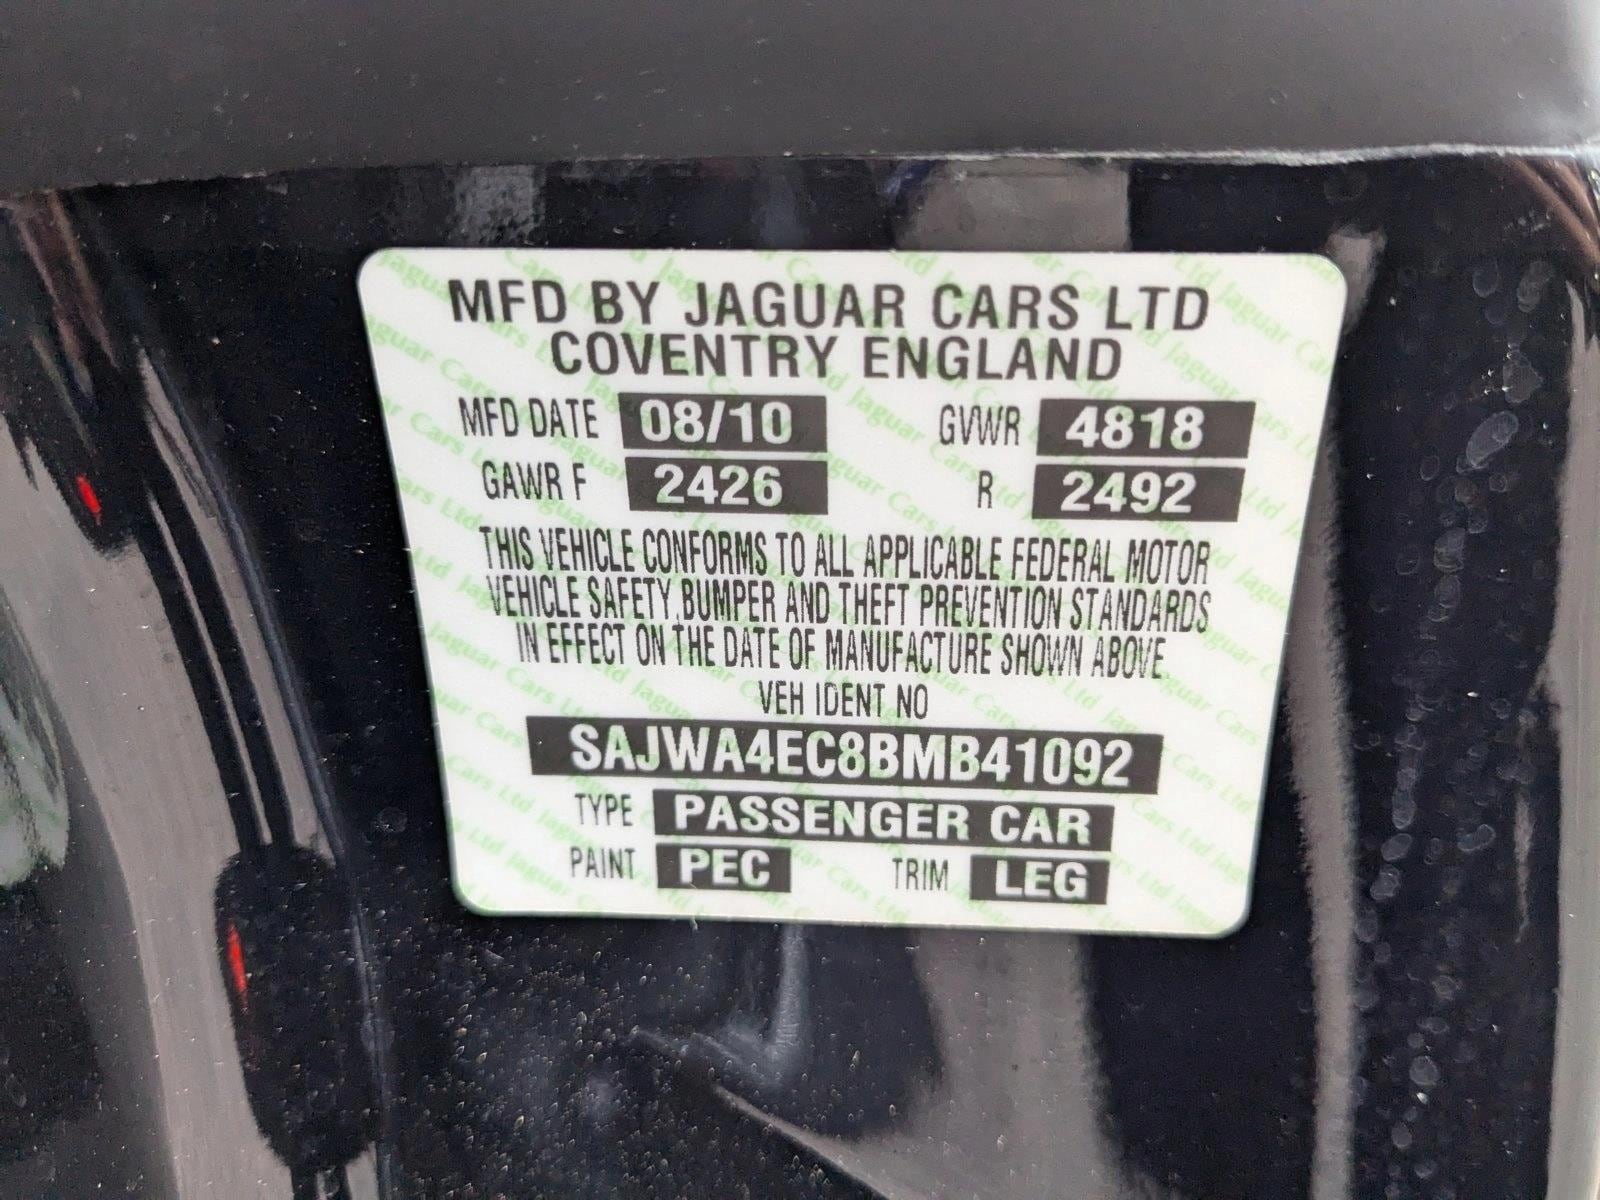 MFD BY JAGUAR CARS LTD
COVENTRY ENGLAND
MFD DATE 08/10 GVWR 4818
GAWR F 2426 R 2492
THIS VEHICLE CONFORMS TO ALL APPLICABLE FEDERAL MOTOR
VEHICLE SAFETY, BUMPER AND THEFT PREVENTION STANDARDS
IN EFFECT ON THE DATE OF MANUFACTURE SHOWN ABOVE.
VEH IDENT NO
SAJWA4EC8BMB41092
TYPE PASSENGER CAR
PAINT PEC TRIM LEG